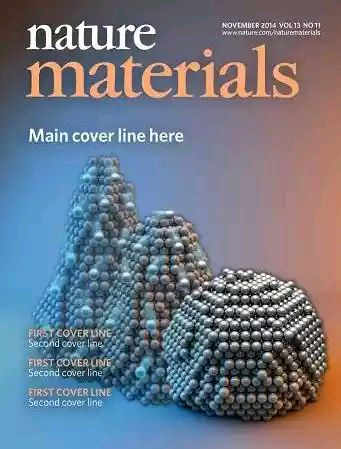 nature
materials
NOVEMBER 2014 VOL 13 NO 11
www.nature.com/naturematerials
Main cover line here
FIRST COVER LINE
Second cover line
FIRST COVER LINE
Second cover line
FIRST COVER LINE
Second cover line